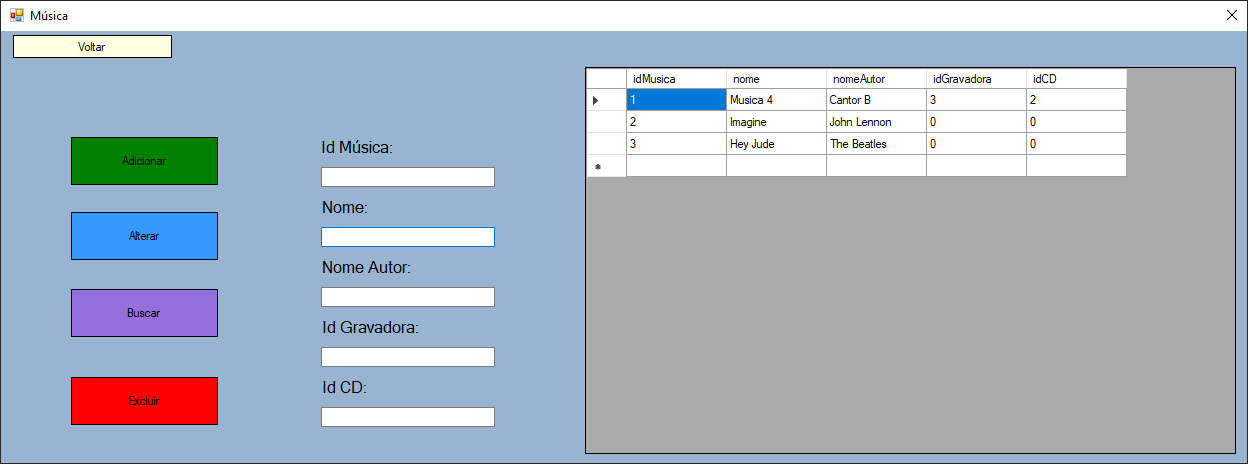 Música
Voltar
Adicionar
Alterar
Buscar
Excluir
Id Música:
Nome:
Nome Autor:
Id Gravadora:
Id CD:
idMusica nome nomeAutor idGravadora idCD
1 Musica 4 Cantor B 3 2
2 Imagine John Lennon 0 0
3 Hey Jude The Beatles 0 0